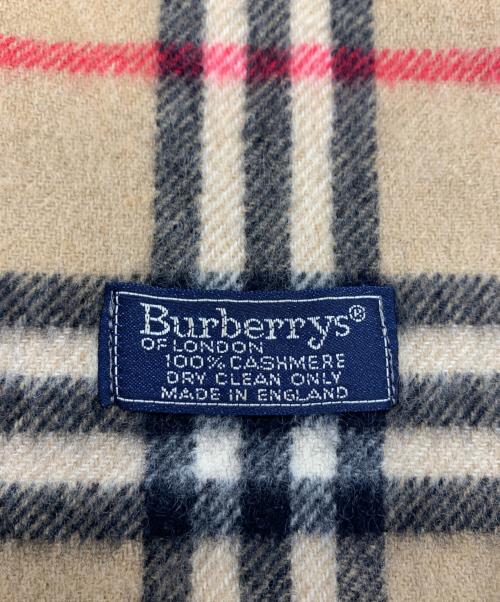 Burberrys®
OF LONDON
100% CASHMERE
DRY CLEAN ONLY
MADE IN ENGLAND